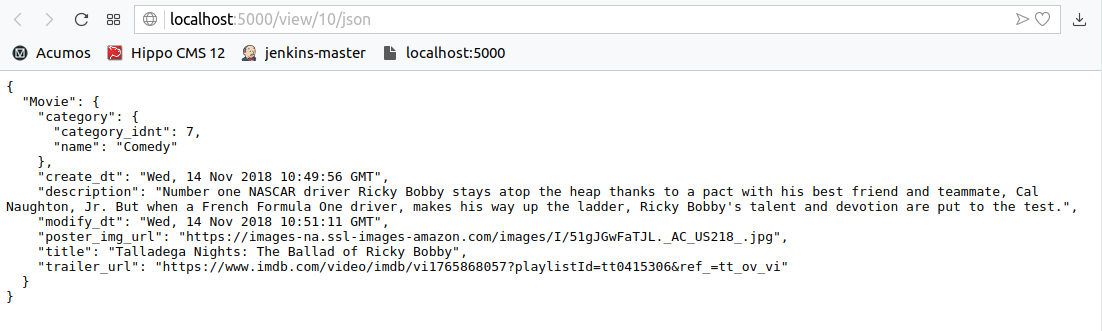 localhost:5000/view/10/json
Acumos Hippo CMS 12 jenkins-master localhost:5000
{
  "Movie": {
    "category": {
      "category_idnt": 7,
      "name": "Comedy"
    },
    "create_dt": "Wed, 14 Nov 2018 10:49:56 GMT",
    "description": "Number one NASCAR driver Ricky Bobby stays atop the heap thanks to a pact with his best friend and teammate, Cal
Naughton, Jr. But when a French Formula One driver, makes his way up the ladder, Ricky Bobby's talent and devotion are put to the test.",
    "modify_dt": "Wed, 14 Nov 2018 10:51:11 GMT",
    "poster_img_url": "https://images-na.ssl-images-amazon.com/images/I/51gJGwFaTJL._AC_US218_.jpg",
    "title": "Talladega Nights: The Ballad of Ricky Bobby",
    "trailer_url": "https://www.imdb.com/video/imdb/vi1765868057?playlistId=tt0415306&ref_=tt_ov_vi"
  }
}